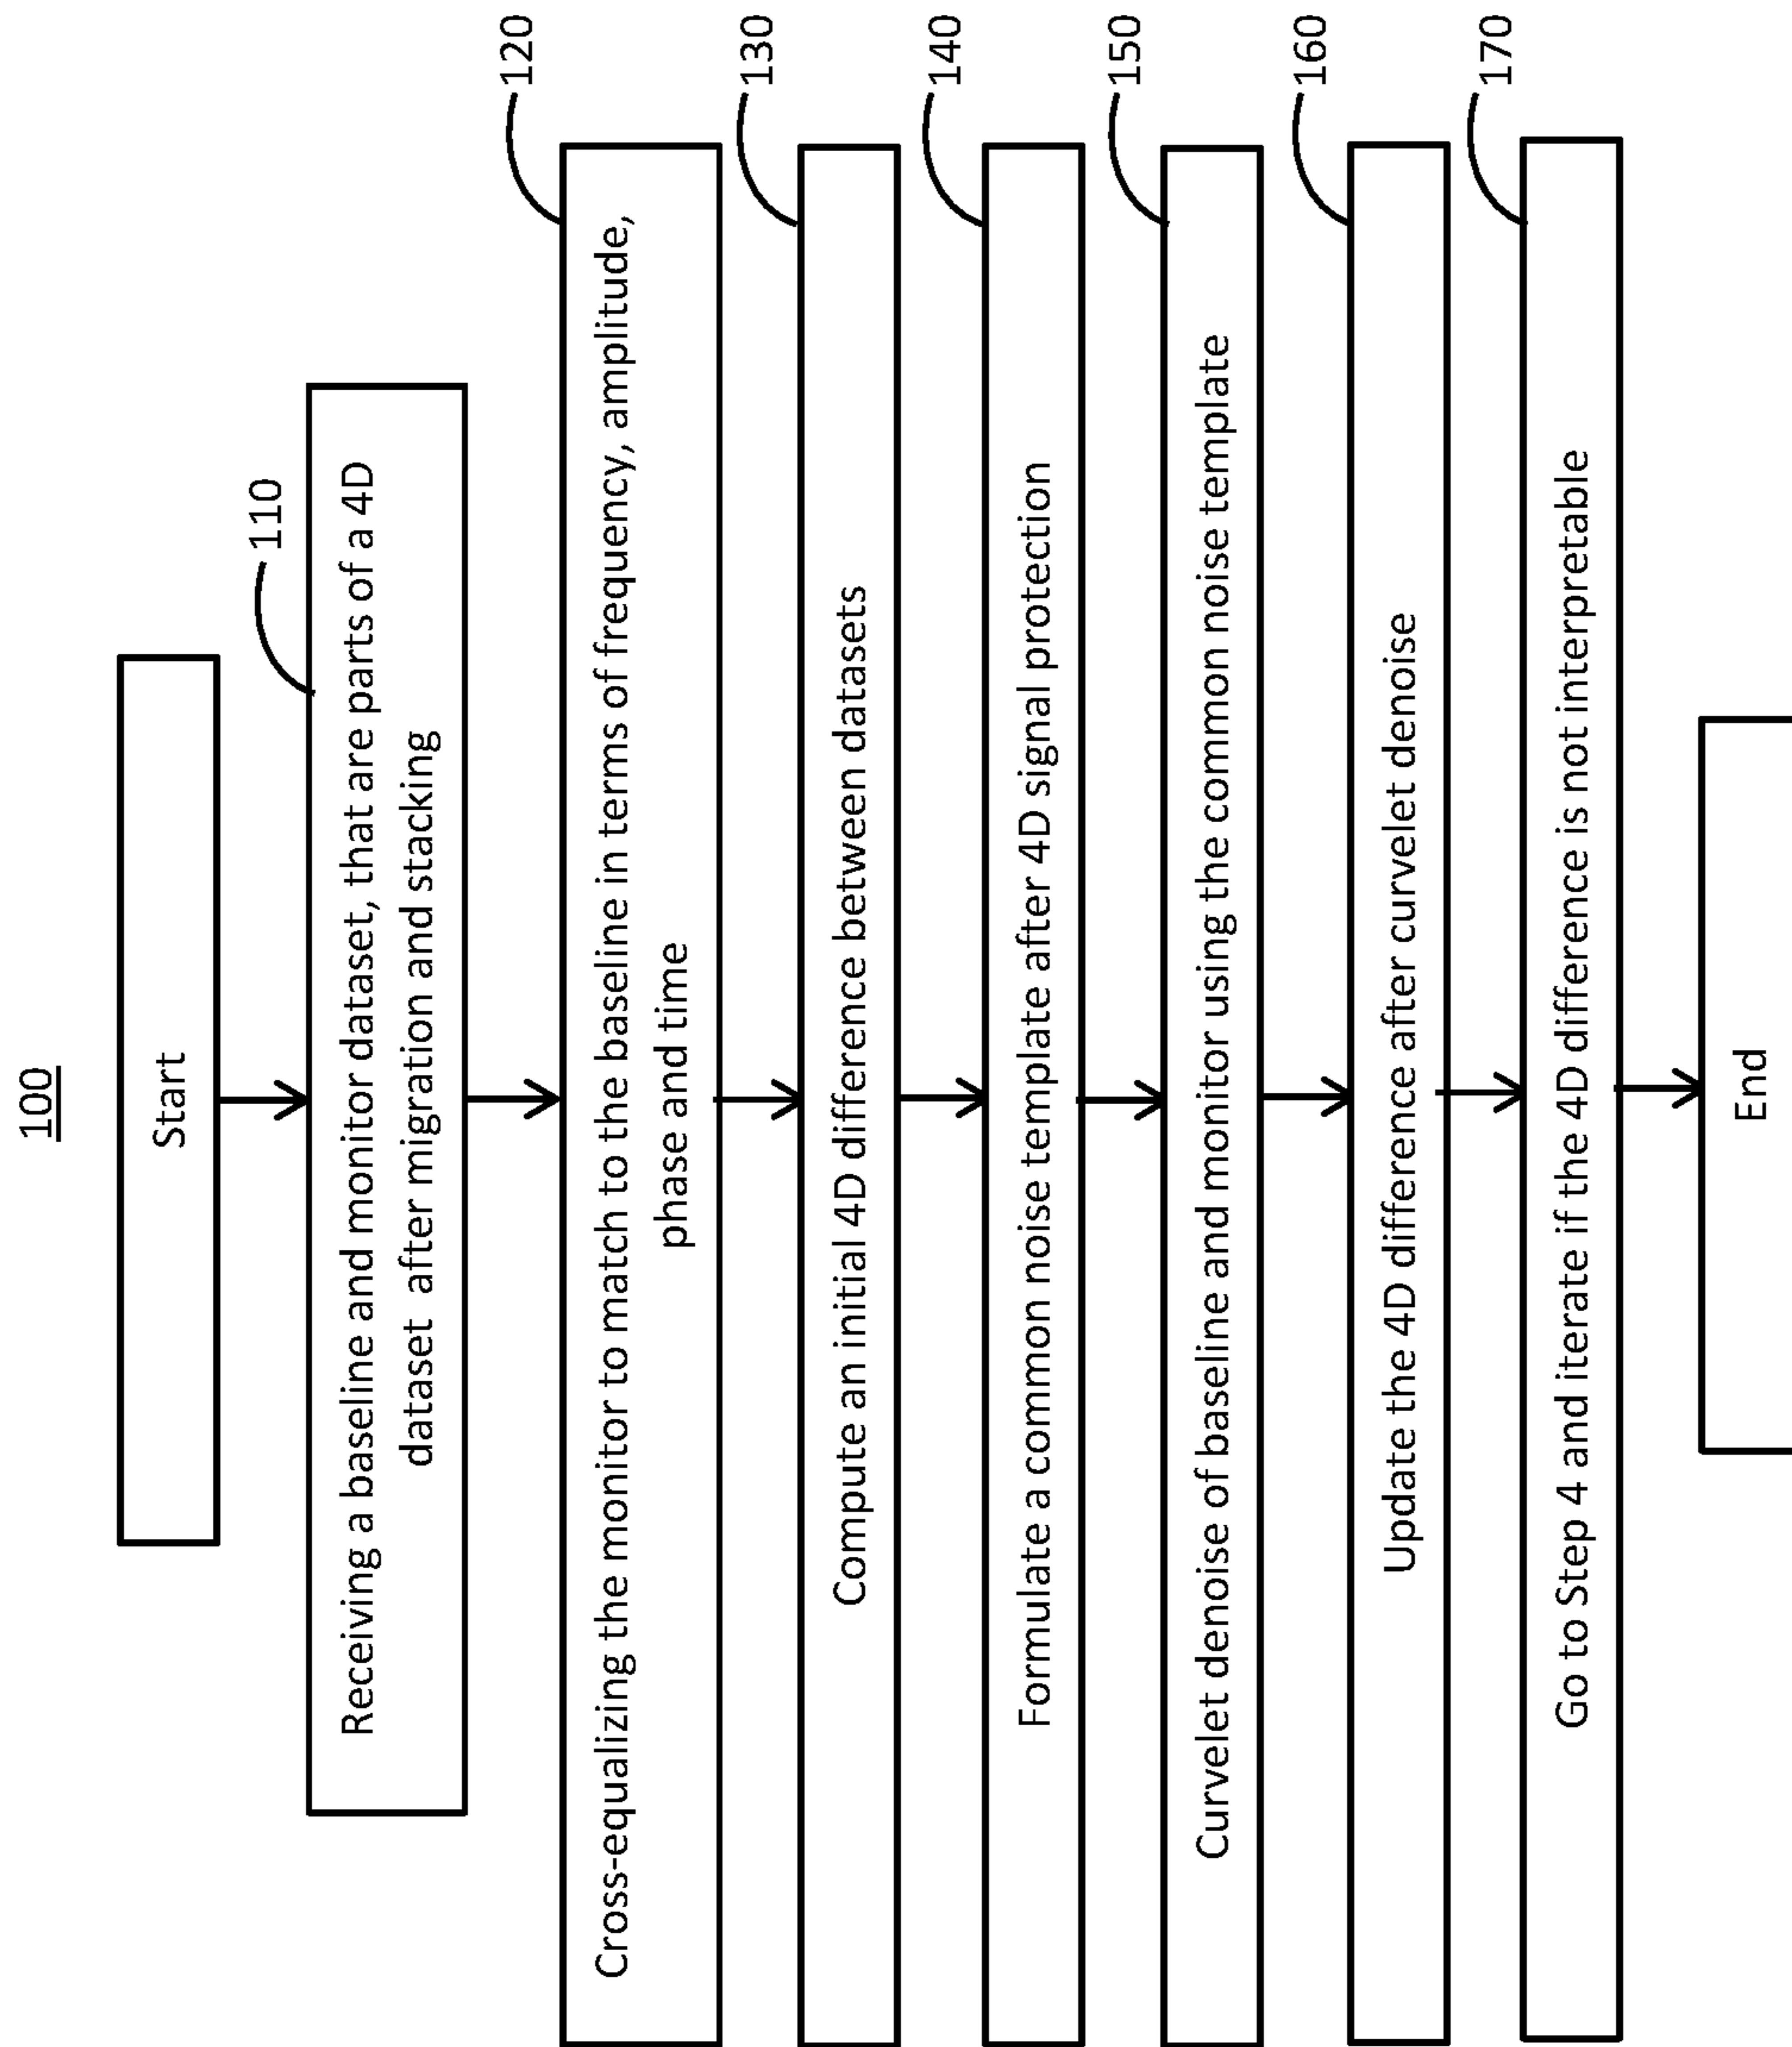 100
Start
110
Receiving a baseline and monitor dataset, that are parts of a 4D
dataset after migration and stacking
120
Cross-equalizing the monitor to match to the baseline in terms of frequency, amplitude,
phase and time
130
Compute an initial 4D difference between datasets
140
Formulate a common noise template after 4D signal protection
150
Curvelet denoise of baseline and monitor using the common noise template
160
Update the 4D difference after curvelet denoise
170
Go to Step 4 and iterate if the 4D difference is not interpretable
End